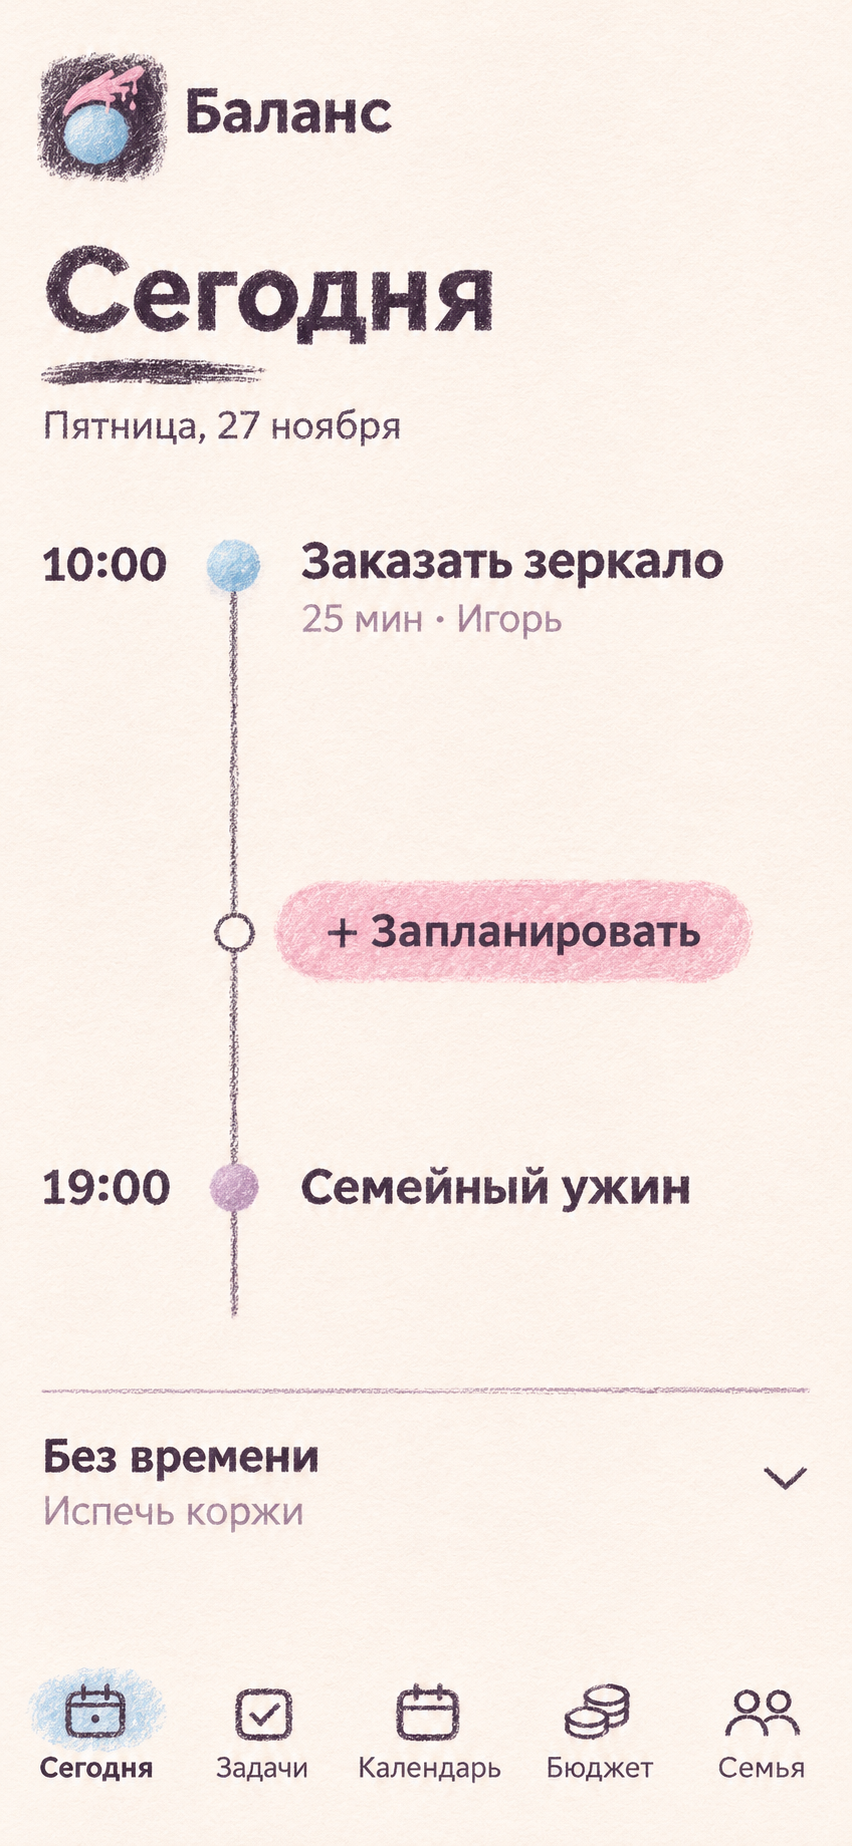 Баланс
Сегодня
Пятница, 27 ноября
10:00 Заказать зеркало
25 мин • Игорь
+ Запланировать
19:00 Семейный ужин
Без времени
Испечь коржи
Сегодня Задачи Календарь Бюджет Семья